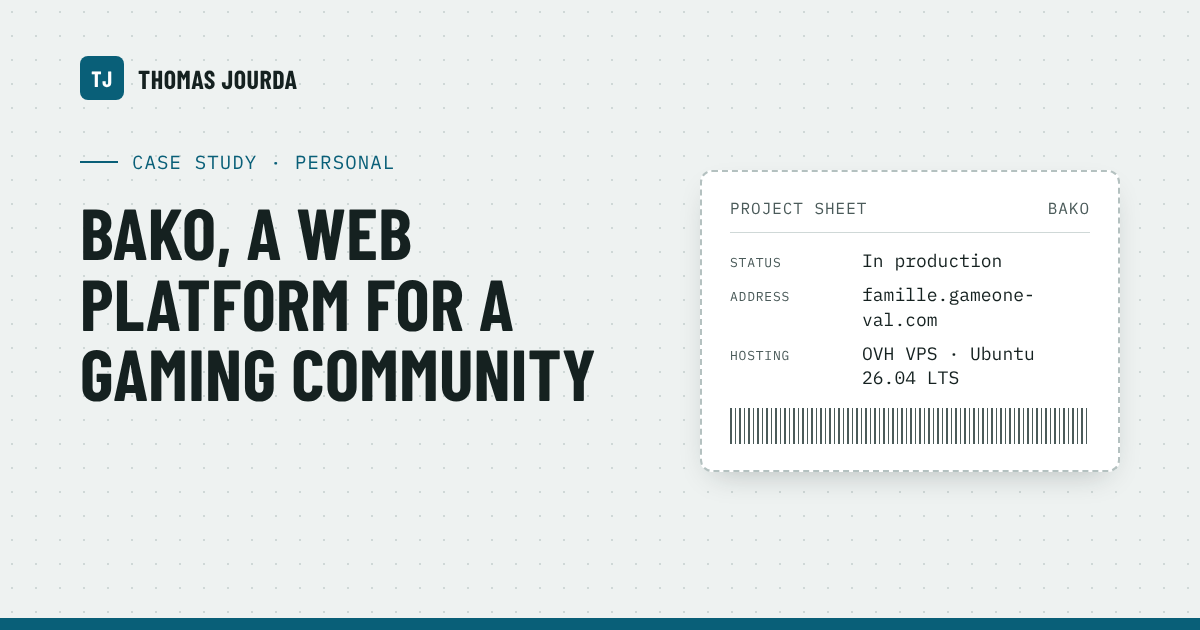 TJ THOMAS JOURDA
CASE STUDY · PERSONAL
BAKO, A WEB
PLATFORM FOR A
GAMING COMMUNITY
PROJECT SHEET BAKO
STATUS In production
ADDRESS famille.gameone-
val.com
HOSTING OVH VPS · Ubuntu
26.04 LTS